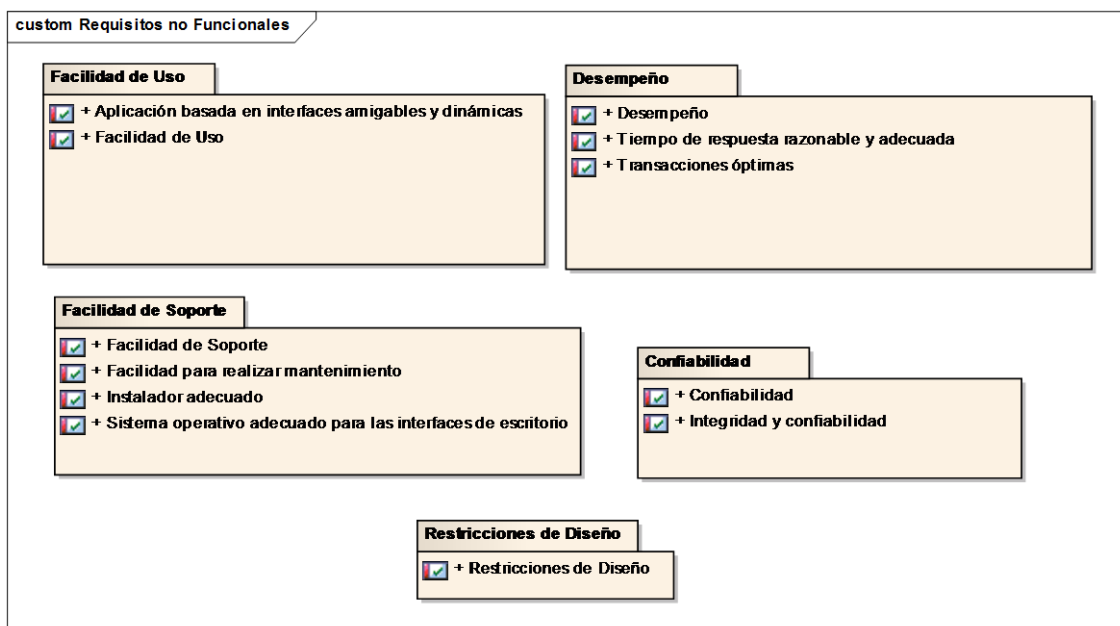 custom Requisitos no Funcionales
Facilidad de Uso
+ Aplicación basada en interfaces amigables y dinámicas
+ Facilidad de Uso
Desempeño
+ Desempeño
+ Tiempo de respuesta razonable y adecuada
+ Transacciones óptimas
Facilidad de Soporte
+ Facilidad de Soporte
+ Facilidad para realizar mantenimiento
+ Instalador adecuado
+ Sistema operativo adecuado para las interfaces de escritorio
Confiabilidad
+ Confiabilidad
+ Integridad y confiabilidad
Restricciones de Diseño
+ Restricciones de Diseño